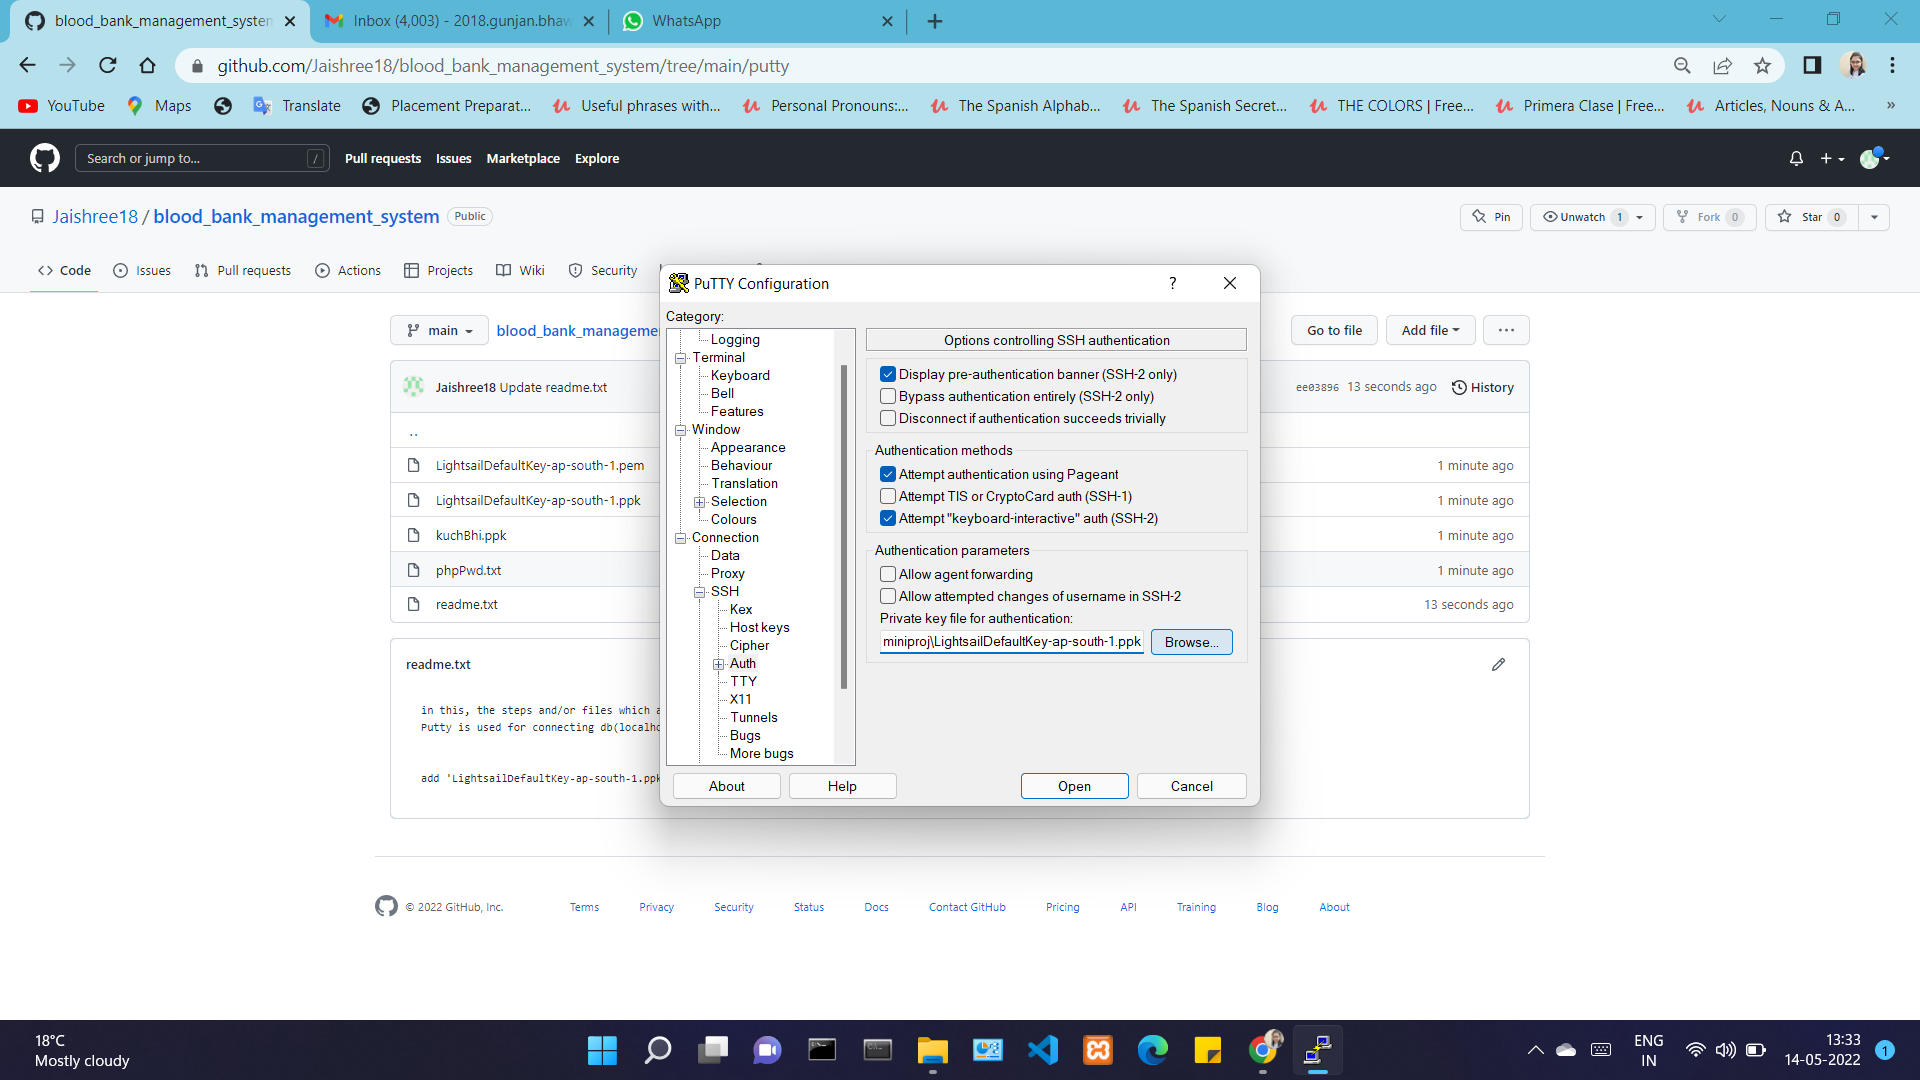 blood_bank_management_system
Inbox (4,003) - 2018.gunjan.bhaw
WhatsApp
github.com/Jaishree18/blood_bank_management_system/tree/main/putty
YouTube
Maps
Translate
Placement Preparat...
Useful phrases with...
Personal Pronouns:...
The Spanish Alphab...
The Spanish Secret...
THE COLORS | Free...
Primera Clase | Free...
Articles, Nouns & A...
»
Search or jump to...
/
Pull requests
Issues
Marketplace
Explore
Jaishree18 / blood_bank_management_system
Public
Pin
Unwatch 1
Fork 0
Star 0
Code
Issues
Pull requests
Actions
Projects
Wiki
Security
main
blood_bank_manageme
Go to file
Add file
Jaishree18 Update readme.txt
ee03896 13 seconds ago
History
..
LightsailDefaultKey-ap-south-1.pem
1 minute ago
LightsailDefaultKey-ap-south-1.ppk
1 minute ago
kuchBhi.ppk
1 minute ago
phpPwd.txt
1 minute ago
readme.txt
13 seconds ago
readme.txt
in this, the steps and/or files which a
Putty is used for connecting db(localho
add 'LightsailDefaultKey-ap-south-1.ppk
PuTTY Configuration
?
Category:
Logging
Terminal
Keyboard
Bell
Features
Window
Appearance
Behaviour
Translation
Selection
Colours
Connection
Data
Proxy
SSH
Kex
Host keys
Cipher
Auth
TTY
X11
Tunnels
Bugs
More bugs
Options controlling SSH authentication
Display pre-authentication banner (SSH-2 only)
Bypass authentication entirely (SSH-2 only)
Disconnect if authentication succeeds trivially
Authentication methods
Attempt authentication using Pageant
Attempt TIS or CryptoCard auth (SSH-1)
Attempt "keyboard-interactive" auth (SSH-2)
Authentication parameters
Allow agent forwarding
Allow attempted changes of username in SSH-2
Private key file for authentication:
miniproj\LightsailDefaultKey-ap-south-1.ppk
Browse...
About
Help
Open
Cancel
© 2022 GitHub, Inc.
Terms
Privacy
Security
Status
Docs
Contact GitHub
Pricing
API
Training
Blog
About
18°C
Mostly cloudy
ENG
IN
13:33
14-05-2022
1